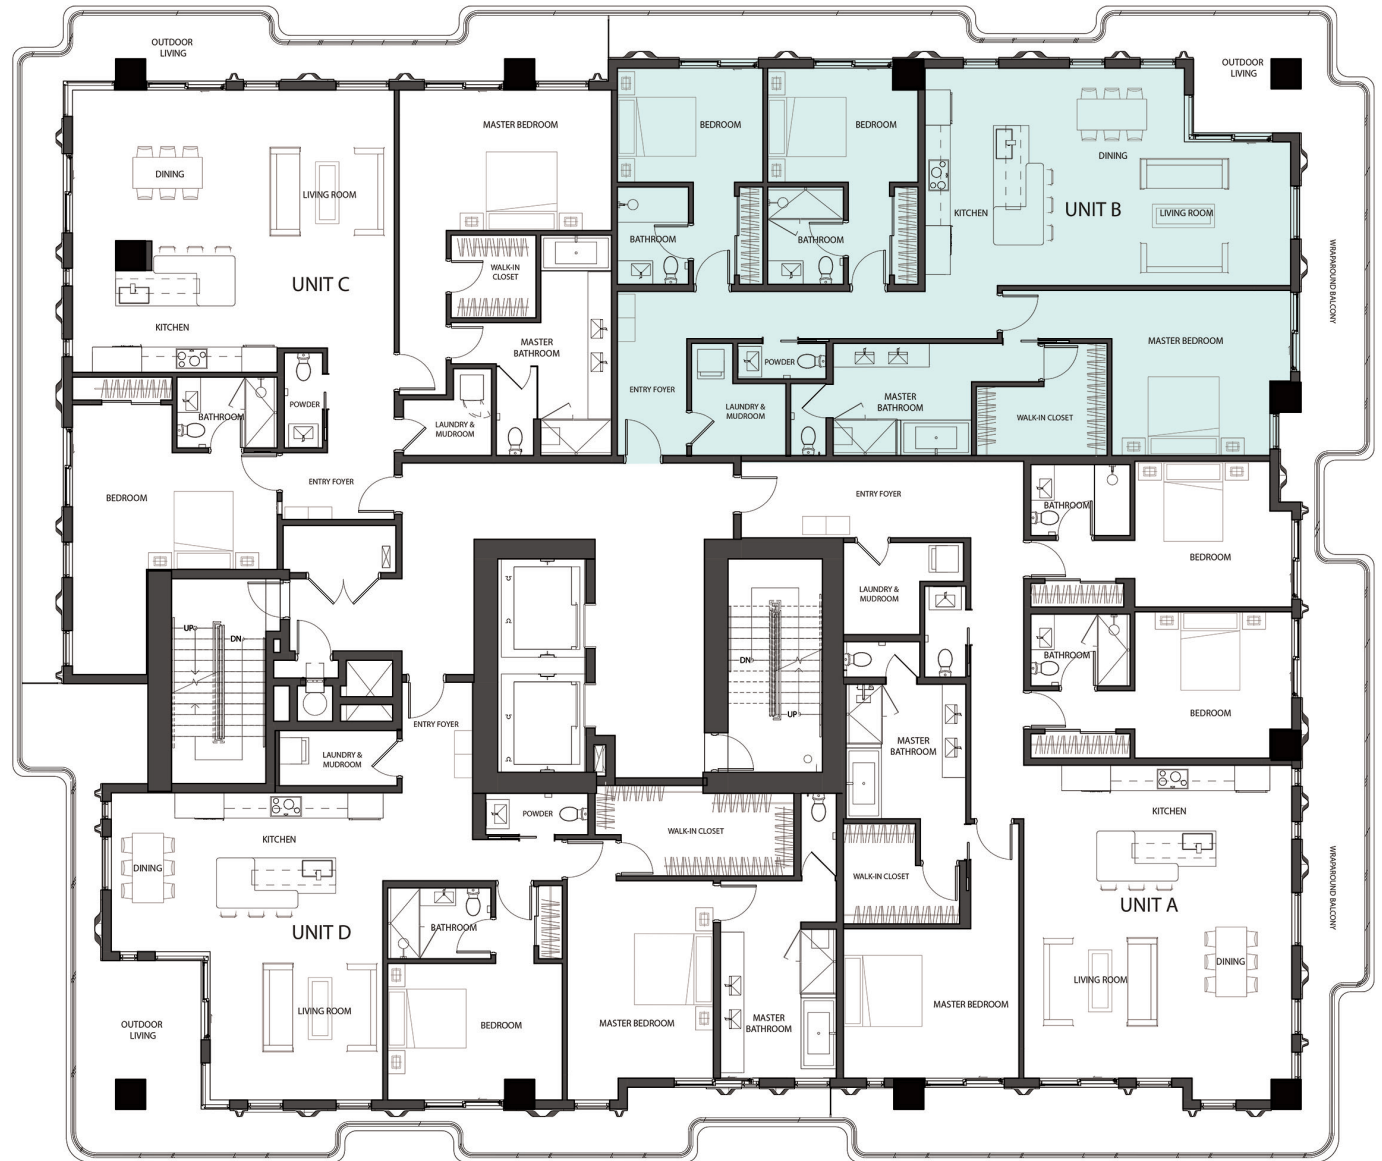 OUTDOOR
LIVING
OUTDOOR
LIVING
MASTER BEDROOM
BEDROOM
BEDROOM
DINING
DINING
LIVING ROOM
KITCHEN
UNIT B
LIVING ROOM
BATHROOM
BATHROOM
WALK-IN
CLOSET
UNIT C
WRAPAROUND BALCONY
KITCHEN
MASTER
BATHROOM
MASTER BEDROOM
POWDER
ENTRY FOYER
MASTER
BATHROOM
LAUNDRY &
MUDROOM
WALK-IN CLOSET
BATHROOM
POWDER
LAUNDRY &
MUDROOM
ENTRY FOYER
BEDROOM
ENTRY FOYER
BATHROOM
BEDROOM
LAUNDRY &
MUDROOM
UP
DN
DN
UP
BATHROOM
BEDROOM
ENTRY FOYER
LAUNDRY &
MUDROOM
MASTER
BATHROOM
KITCHEN
POWDER
WALK-IN CLOSET
KITCHEN
DINING
WALK-IN CLOSET
WRAPAROUND BALCONY
UNIT A
UNIT D
BATHROOM
LIVING ROOM
DINING
LIVING ROOM
OUTDOOR
LIVING
BEDROOM
MASTER BEDROOM
MASTER
BATHROOM
MASTER BEDROOM
OUTDOOR
LIVING